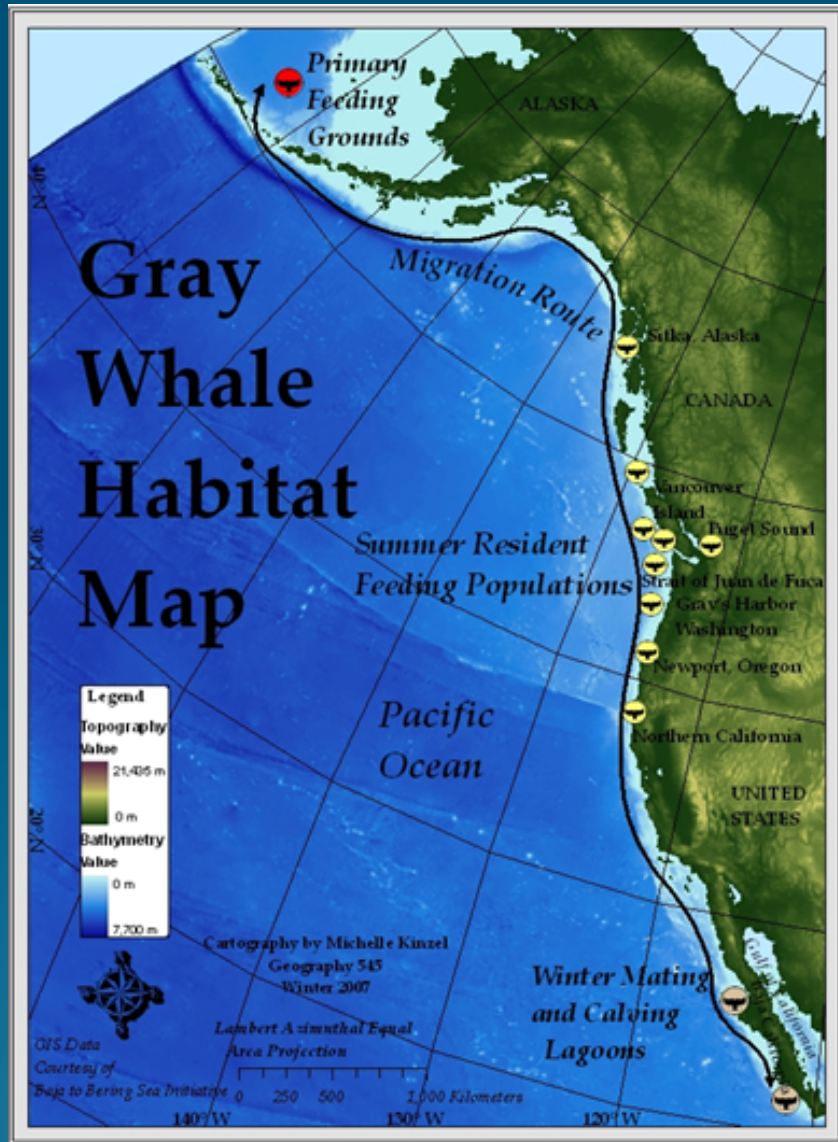 Primary
Feeding
Grounds
ALASKA
40° N
Gray
Whale
Habitat
Map
Migration Route
Sitka, Alaska
CANADA
Vancouver
Island
Puget Sound
Summer Resident
Feeding Populations
Strait of Juan de Fuca
Gray's Harbor
Washington
Newport, Oregon
30° N
Pacific
Ocean
Northern California
UNITED
STATES
Legend
Topography
Value
21,435 m
0 m
Bathymetry
Value
0 m
7,700 m
20° N
Cartography by Michelle Kinzel
Geography 545
Winter 2007
Winter Mating
and Calving
Lagoons
Gulf of California
Baja California
Lambert Azimuthal Equal
Area Projection
GIS Data
Courtesy of
Baja to Bering Sea Initiative
0 250 500 1,000 Kilometers
140° W
130° W
120° W